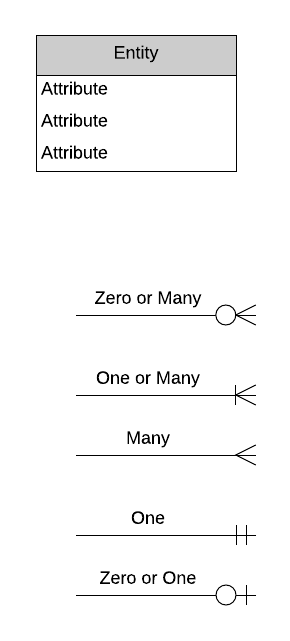 Entity
Attribute
Attribute
Attribute
Zero or Many
One or Many
Many
One
Zero or One